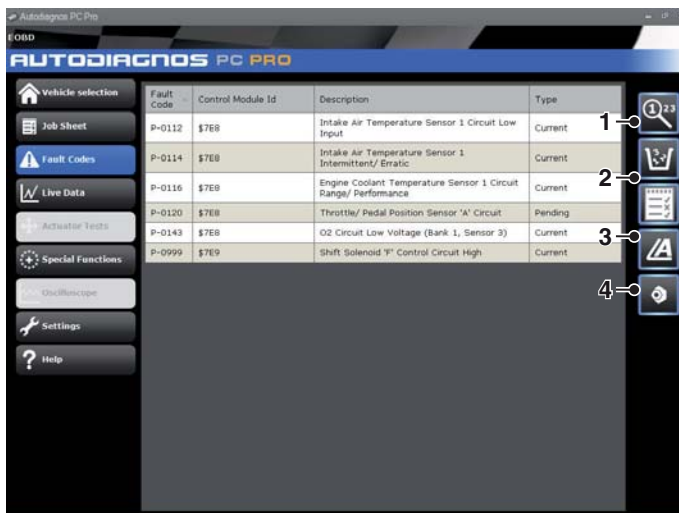 Autodiagnos PC Pro
EOBD
AUTODIAGNOS PC PRO
Vehicle selection
Job Sheet
Fault Codes
Live Data
Actuator Tests
Special Functions
Oscilloscope
Settings
Help
Fault Code Control Module Id Description Type
P-0112 $7E8 Intake Air Temperature Sensor 1 Circuit Low
Input Current
P-0114 $7E8 Intake Air Temperature Sensor 1
Intermittent/ Erratic Current
P-0116 $7E8 Engine Coolant Temperature Sensor 1 Circuit
Range/ Performance Current
P-0120 $7E8 Throttle/ Pedal Position Sensor 'A' Circuit Pending
P-0143 $7E8 O2 Circuit Low Voltage (Bank 1, Sensor 3) Current
P-0999 $7E9 Shift Solenoid 'F' Control Circuit High Current
1
123
2
3
A
4